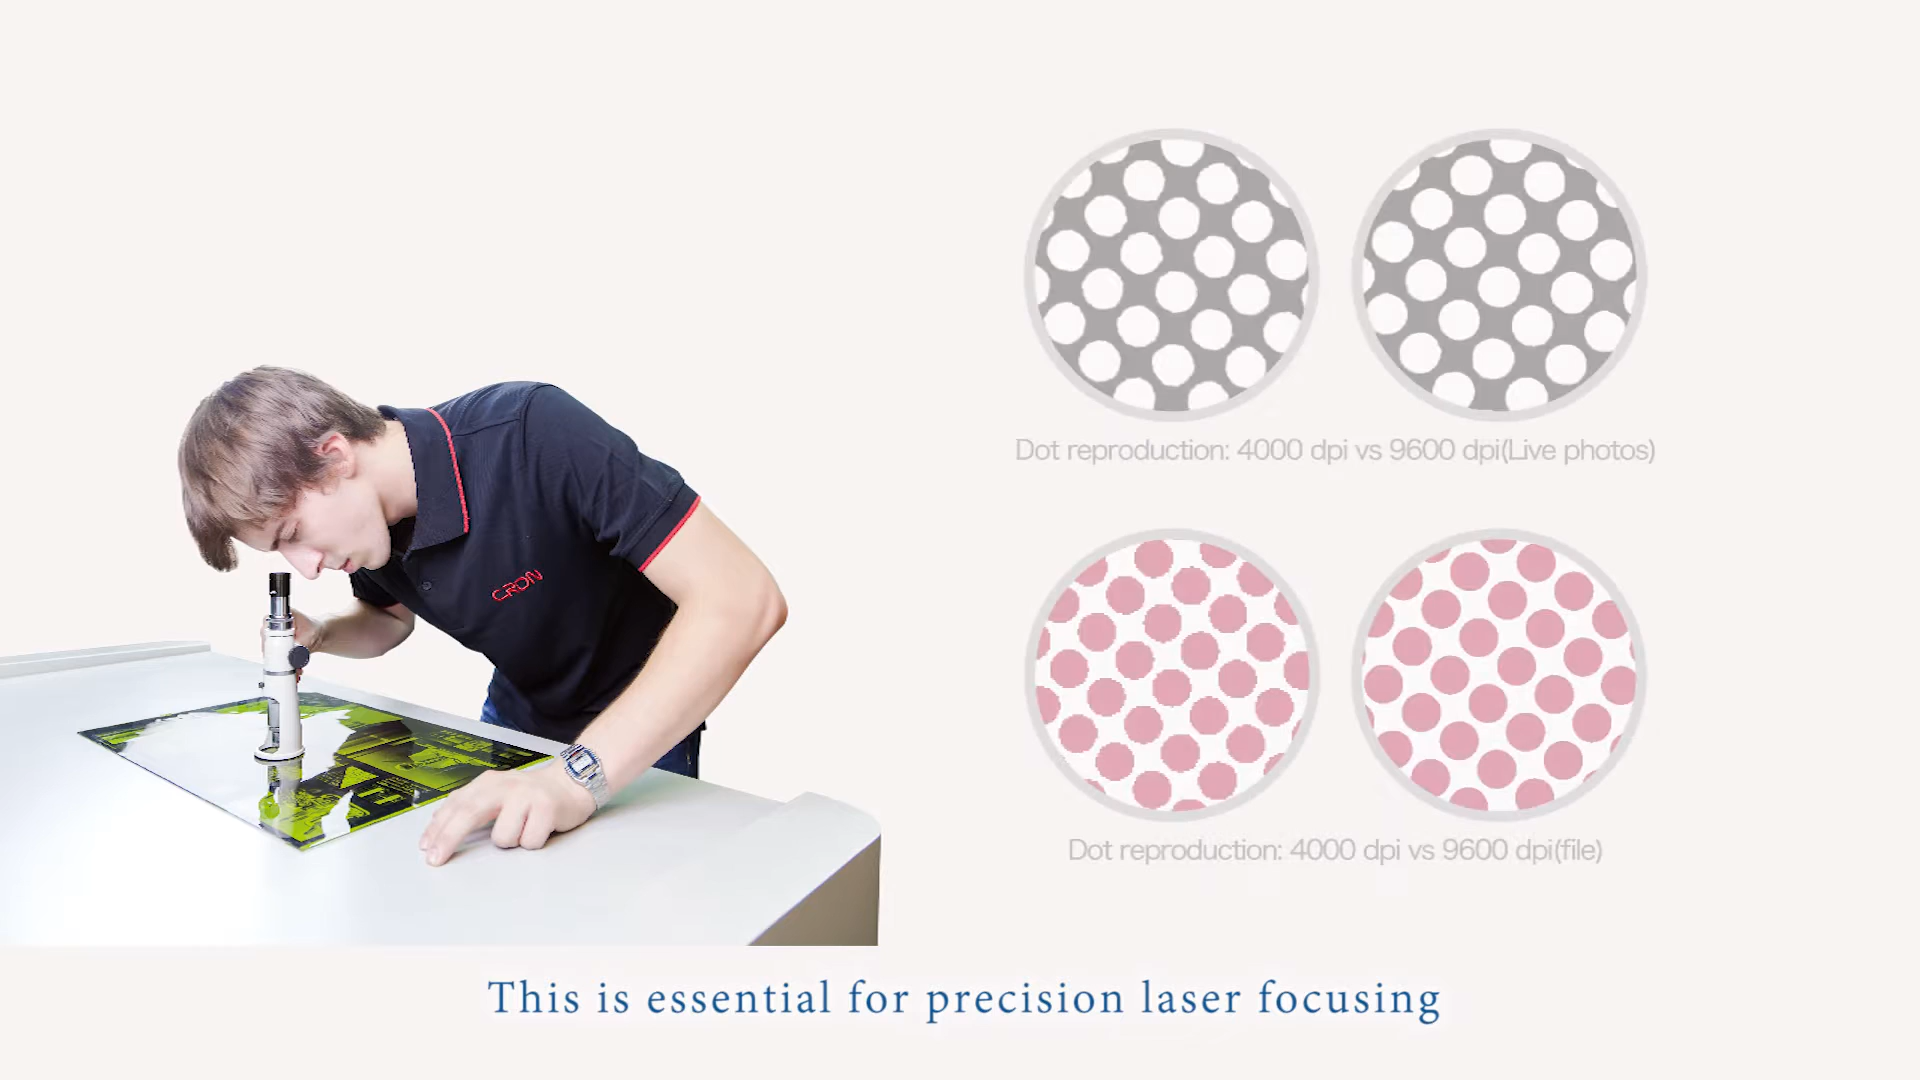 CRON
Dot reproduction: 4000 dpi vs 9600 dpi(Live photos)
Dot reproduction: 4000 dpi vs 9600 dpi(file)
This is essential for precision laser focusing